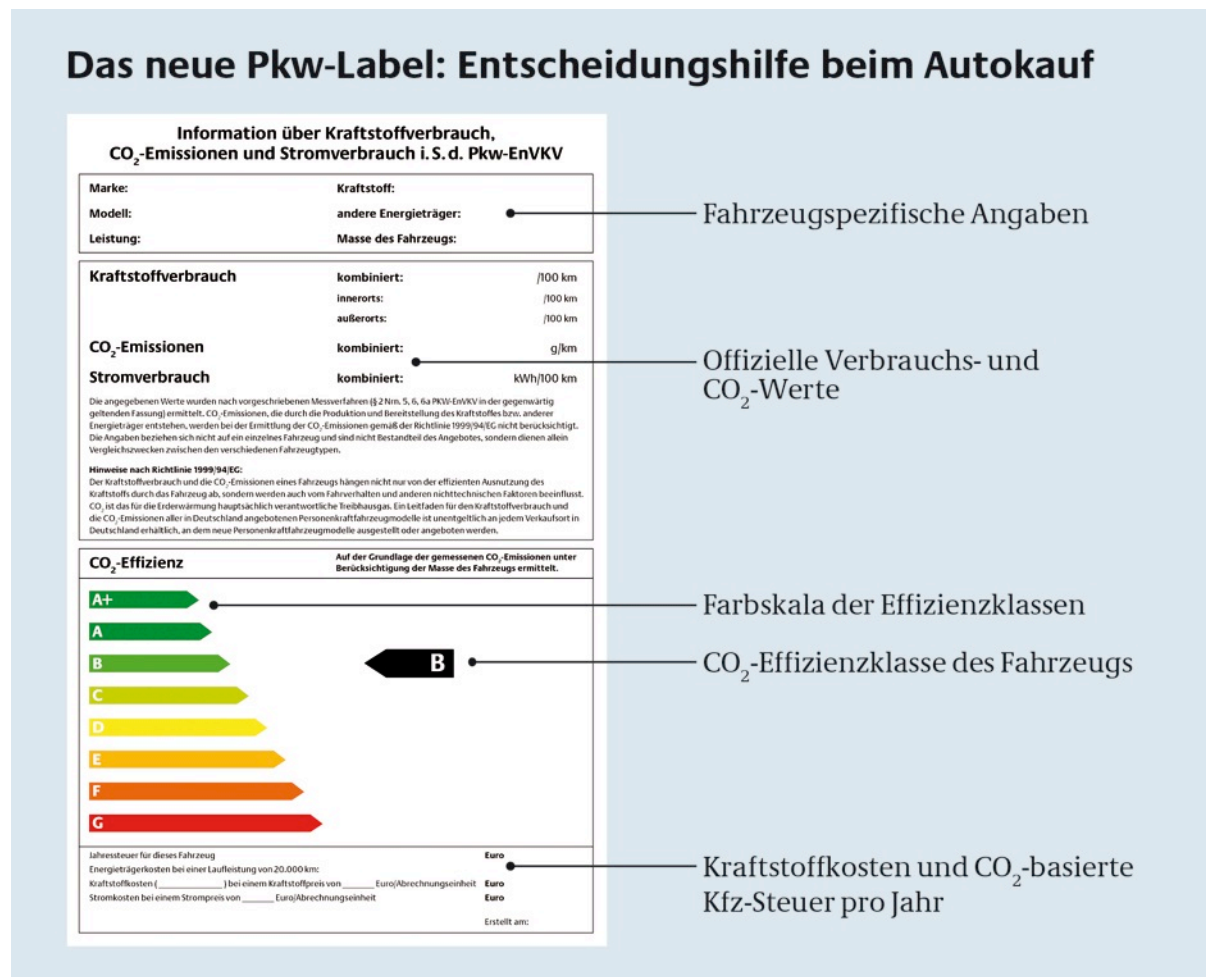 Das neue Pkw-Label: Entscheidungshilfe beim Autokauf
Information über Kraftstoffverbrauch,
CO₂-Emissionen und Stromverbrauch i. S. d. Pkw-EnVKV
Marke: Kraftstoff:
Modell: andere Energieträger:
Leistung: Masse des Fahrzeugs:
Fahrzeugspezifische Angaben
Kraftstoffverbrauch kombiniert: /100 km
innerorts: /100 km
außerorts: /100 km
CO₂-Emissionen kombiniert: g/km
Stromverbrauch kombiniert: kWh/100 km
Offizielle Verbrauchs- und
CO₂-Werte
Die angegebenen Werte wurden nach vorgeschriebenen Messverfahren (§ 2 Nrn. 5, 6, 6a PKW-EnVKV in der gegenwärtig
geltenden Fassung) ermittelt. CO₂-Emissionen, die durch die Produktion und Bereitstellung des Kraftstoffes bzw. anderer
Energieträger entstehen, werden bei der Ermittlung der CO₂-Emissionen gemäß der Richtlinie 1999/94/EG nicht berücksichtigt.
Die Angaben beziehen sich nicht auf ein einzelnes Fahrzeug und sind nicht Bestandteil des Angebotes, sondern dienen allein
Vergleichszwecken zwischen den verschiedenen Fahrzeugtypen.
Hinweise nach Richtlinie 1999/94/EG:
Der Kraftstoffverbrauch und die CO₂-Emissionen eines Fahrzeugs hängen nicht nur von der effizienten Ausnutzung des
Kraftstoffs durch das Fahrzeug ab, sondern werden auch vom Fahrverhalten und anderen nichttechnischen Faktoren beeinflusst.
CO₂ ist das für die Erderwärmung hauptsächlich verantwortliche Treibhausgas. Ein Leitfaden für den Kraftstoffverbrauch und
die CO₂-Emissionen aller in Deutschland angebotenen Personenkraftfahrzeugmodelle ist unentgeltlich an jedem Verkaufsort in
Deutschland erhältlich, an dem neue Personenkraftfahrzeugmodelle ausgestellt oder angeboten werden.
CO₂-Effizienz
Auf der Grundlage der gemessenen CO₂-Emissionen unter
Berücksichtigung der Masse des Fahrzeugs ermittelt.
A+
Farbskala der Effizienzklassen
A
B B
CO₂-Effizienzklasse des Fahrzeugs
C
D
E
F
G
Jahressteuer für dieses Fahrzeug Euro
Energieträgerkosten bei einer Laufleistung von 20.000 km:
Kraftstoffkosten ( ______________ ) bei einem Kraftstoffpreis von _______ Euro/Abrechnungseinheit Euro
Stromkosten bei einem Strompreis von _______ Euro/Abrechnungseinheit Euro
Erstellt am:
Kraftstoffkosten und CO₂-basierte
Kfz-Steuer pro Jahr